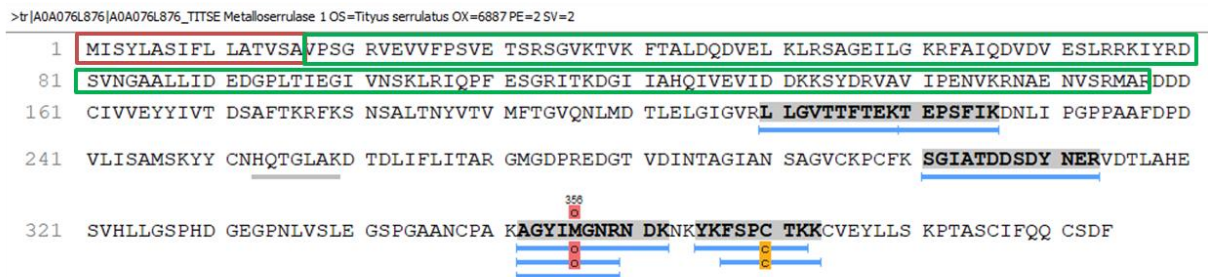 >tr|A0A076L876|A0A076L876_TITSE Metalloserrulase 1 OS=Tityus serrulatus OX=6887 PE=2 SV=2
1 MISYLASIFL LATVSAVPSG RVEVVFPSVE TSRSGVKTVK FTALDQDVEL KLRSAGEILG KRFAIQDVDV ESLRRKIYRD
81 SVNGAALLID EDGPLTIEGI VNSKLRIQPF ESGRITKDGI IAHQIVEVID DKKSYDRVAV IPENVKRNAE NVSRMARDDD
161 CIVVEYYIVT DSAFTKRFKS NSALTNYVTV MFTGVQNLMD TLELGIGVRL LGVTTFTEKT EPSFIKDNLI PGPPAAFDPD
241 VLISAMSKYY CNHQTGLAKD TDLIFLITAR GMGDPREDGT VDINTAGIAN SAGVCKPCFK SGIATDDSDY NERVDTLAHE
356
O
321 SVHLLGSPHD GEGPNLVSLE GSPGAANCPA KAGYIMGNRN DKNKYKFSPC TKKCVEYLLS KPTASCIFQQ CSDF
O C
O C